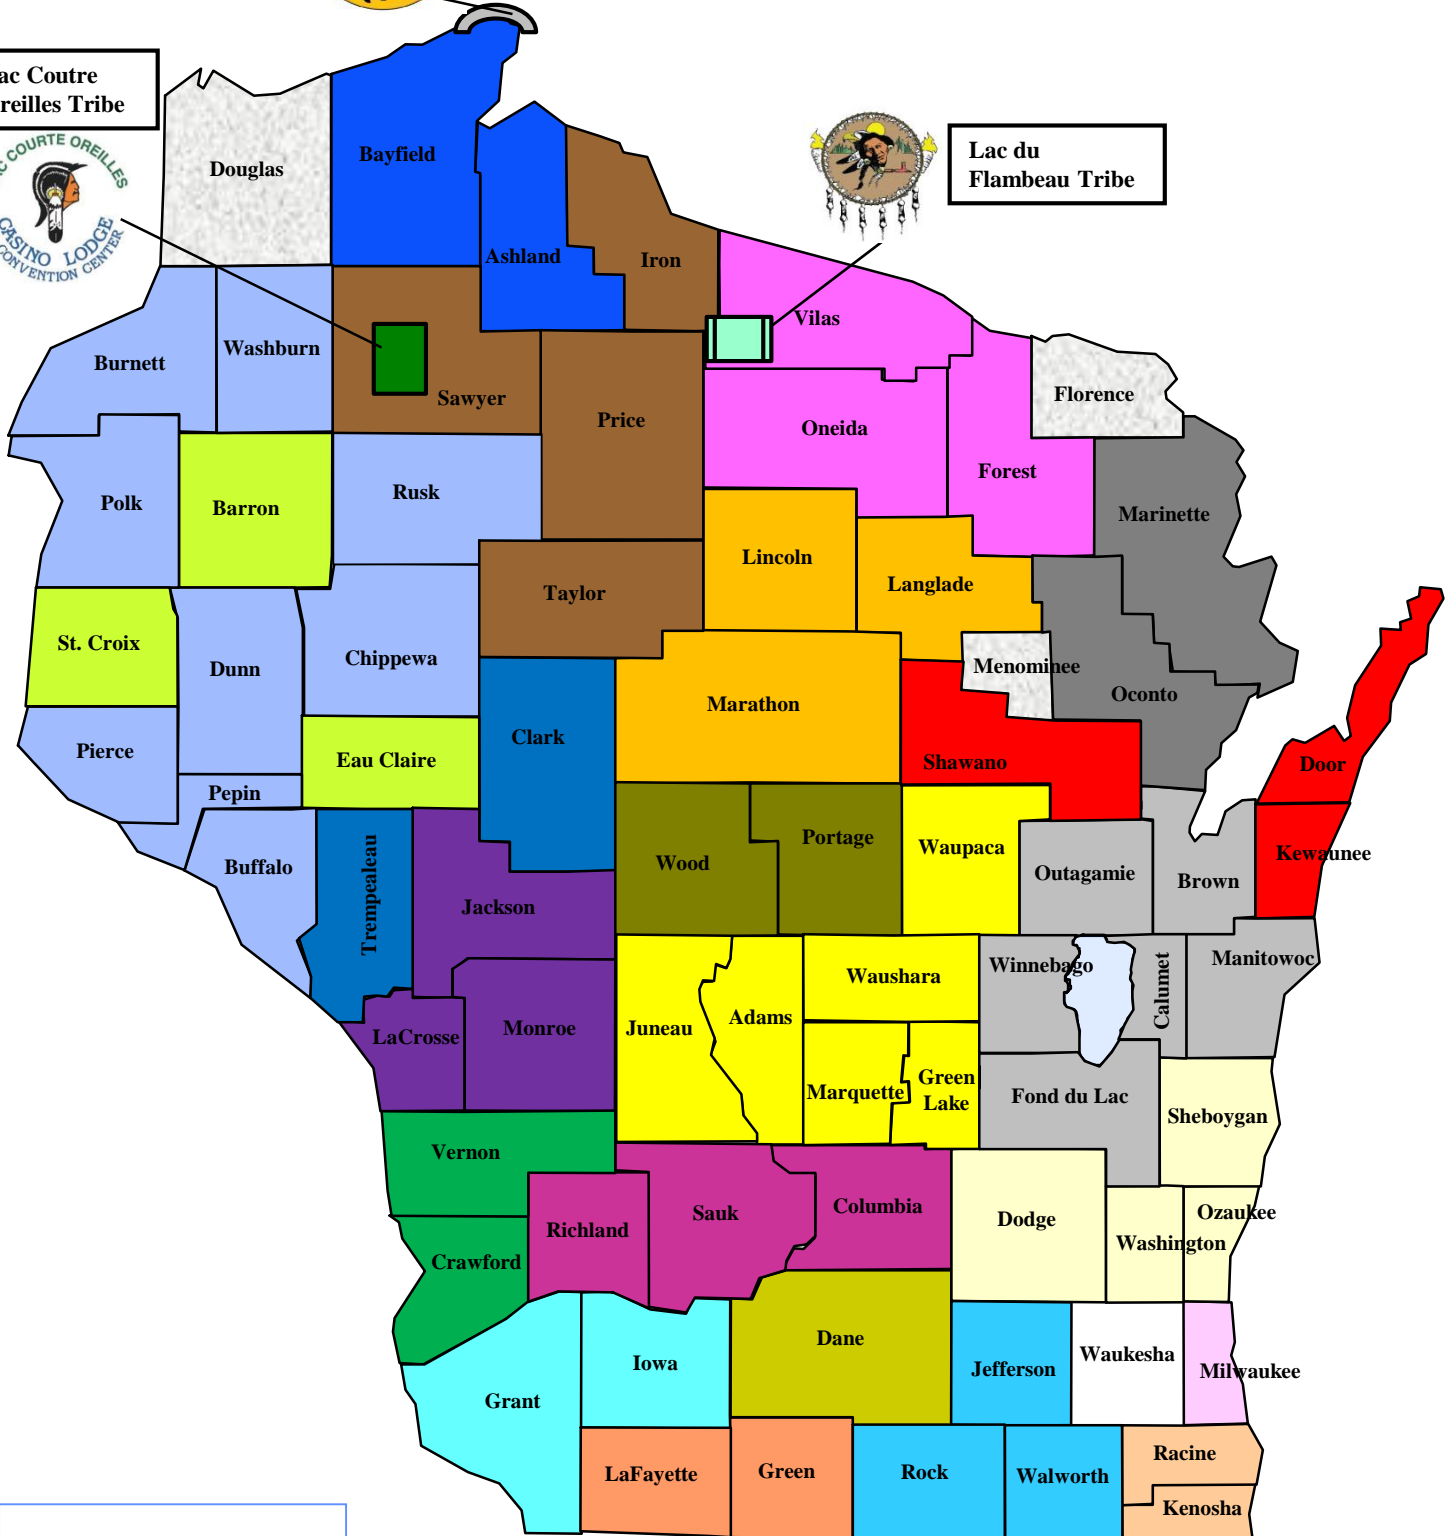 ac Coutre
reilles Tribe
C COURTE OREILLES
CASINO LODGE
CONVENTION CENTER
Lac du
Flambeau Tribe
Douglas
Bayfield
Ashland
Iron
Vilas
Burnett
Washburn
Sawyer
Price
Oneida
Florence
Forest
Polk
Barron
Rusk
Marinette
Lincoln
Langlade
Taylor
St. Croix
Dunn
Chippewa
Menominee
Oconto
Marathon
Pierce
Eau Claire
Clark
Shawano
Door
Pepin
Buffalo
Trempealeau
Wood
Portage
Waupaca
Outagamie
Brown
Kewaunee
Jackson
Waushara
Winnebago
Calumet
Manitowoc
LaCrosse
Monroe
Juneau
Adams
Marquette
Green
Lake
Fond du Lac
Sheboygan
Vernon
Richland
Sauk
Columbia
Dodge
Washington
Ozaukee
Crawford
Dane
Iowa
Jefferson
Waukesha
Milwaukee
Grant
LaFayette
Green
Rock
Walworth
Racine
Kenosha